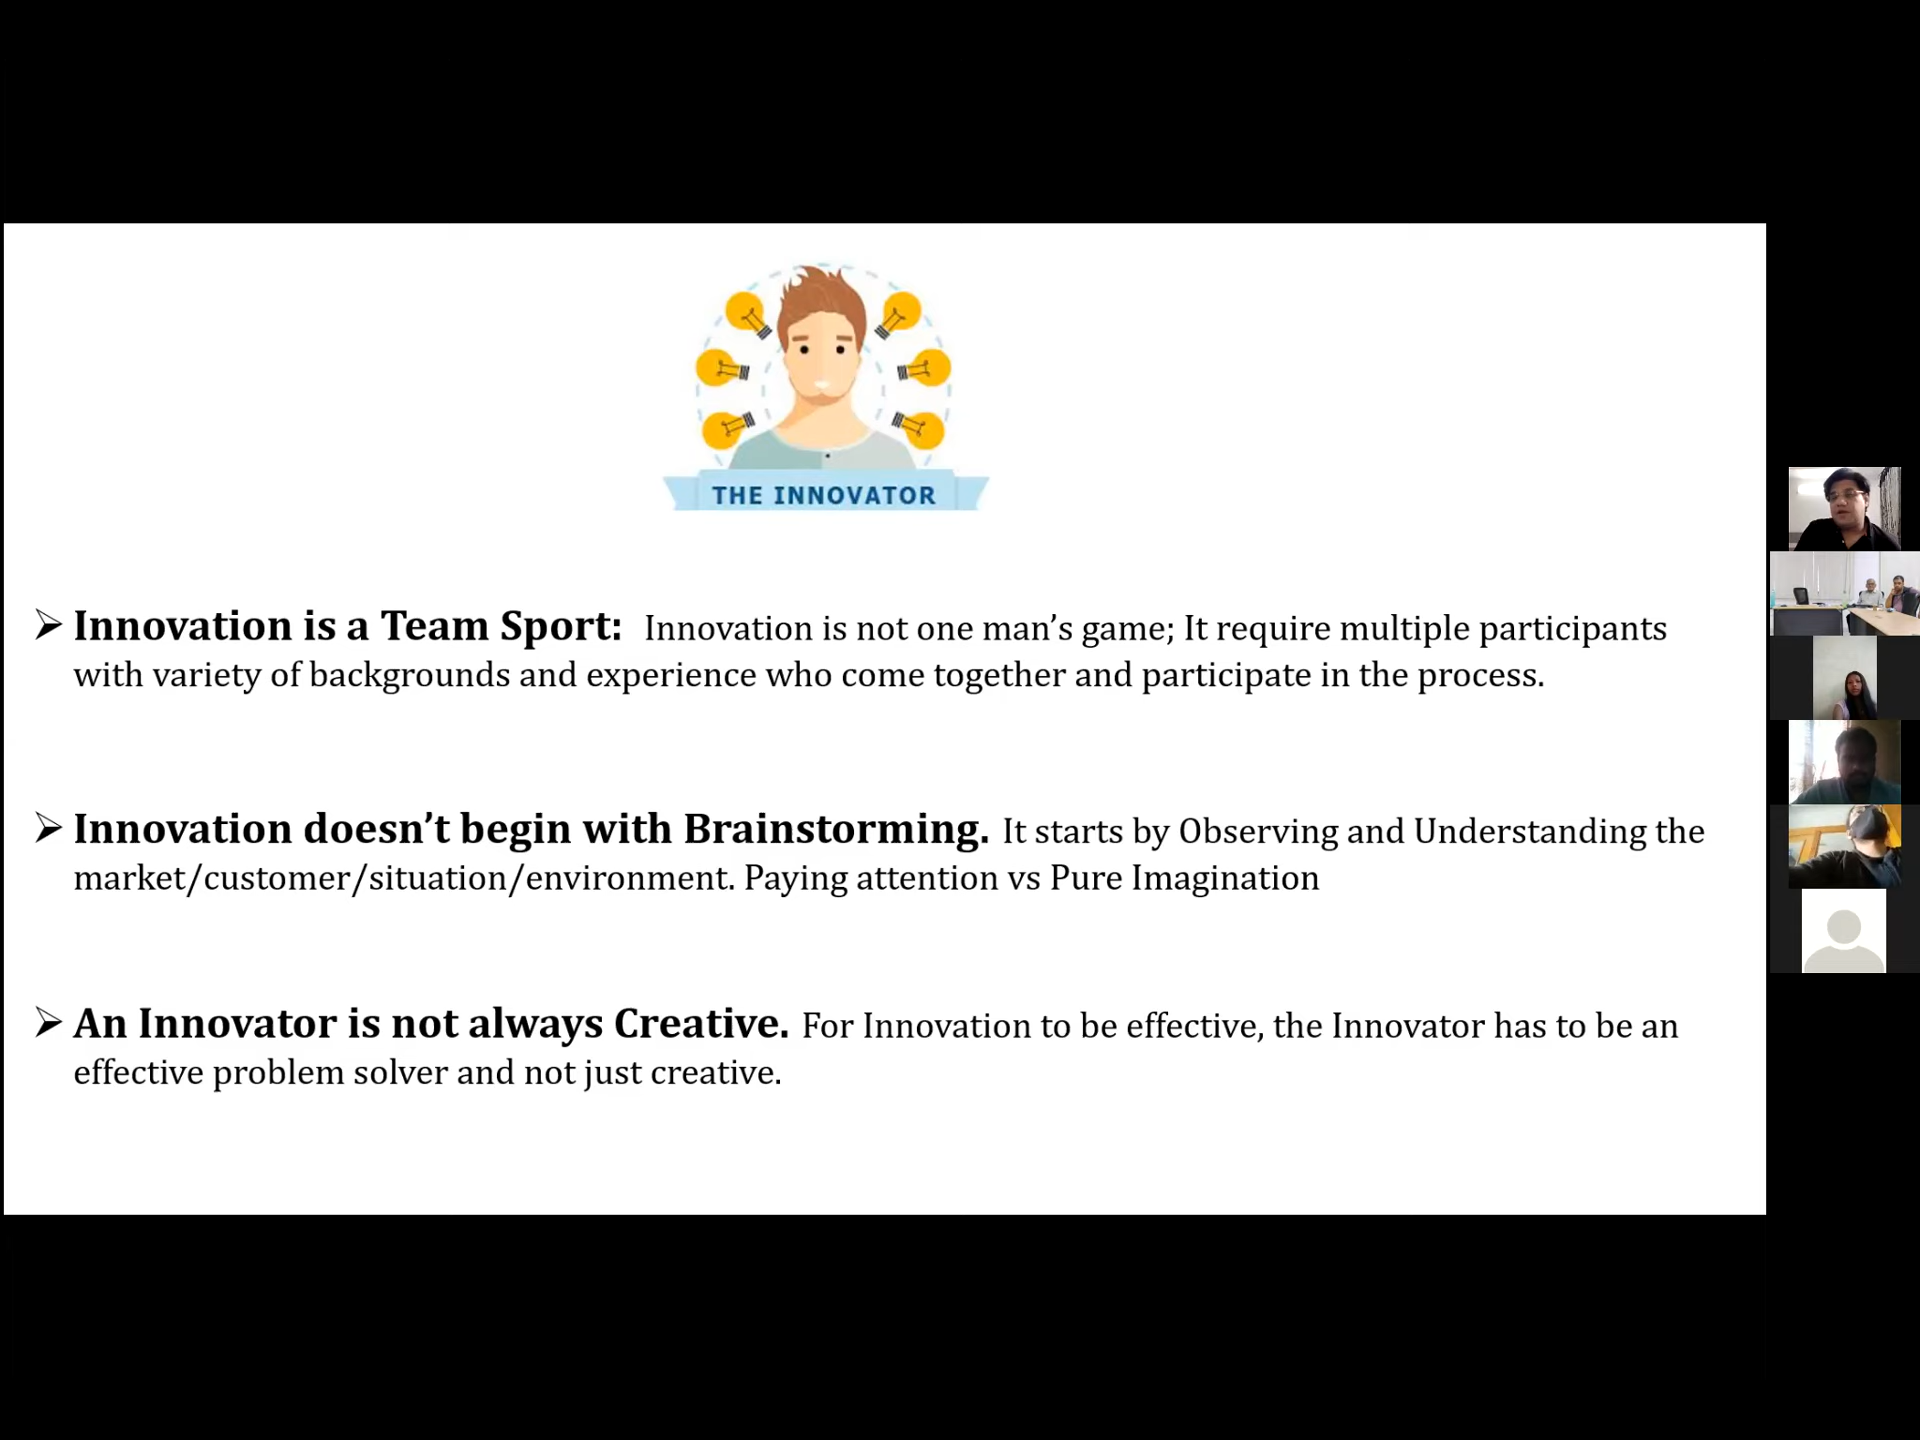 THE INNOVATOR
➢ Innovation is a Team Sport: Innovation is not one man’s game; It require multiple participants
with variety of backgrounds and experience who come together and participate in the process.
➢ Innovation doesn’t begin with Brainstorming. It starts by Observing and Understanding the
market/customer/situation/environment. Paying attention vs Pure Imagination
➢ An Innovator is not always Creative. For Innovation to be effective, the Innovator has to be an
effective problem solver and not just creative.